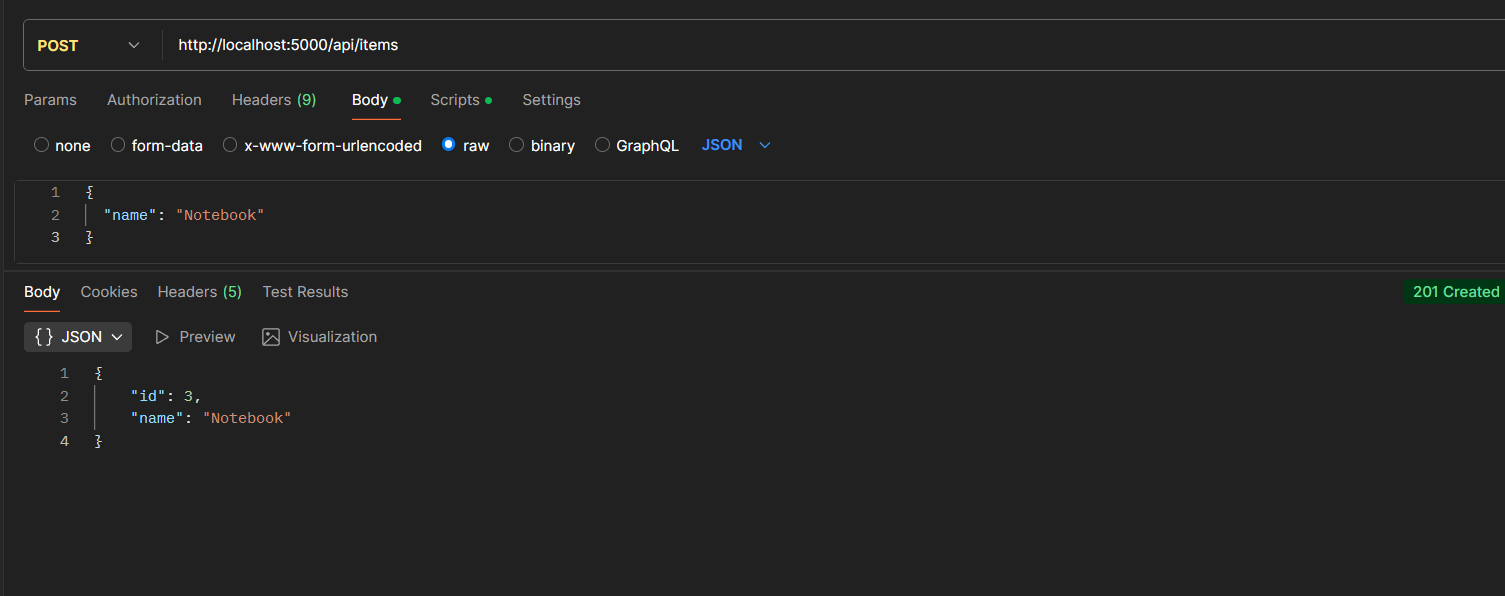 POST http://localhost:5000/api/items
Params Authorization Headers (9) Body Scripts Settings
none form-data x-www-form-urlencoded raw binary GraphQL JSON
1 {
2 "name": "Notebook"
3 }
Body Cookies Headers (5) Test Results 201 Created
{} JSON Preview Visualization
1 {
2 "id": 3,
3 "name": "Notebook"
4 }